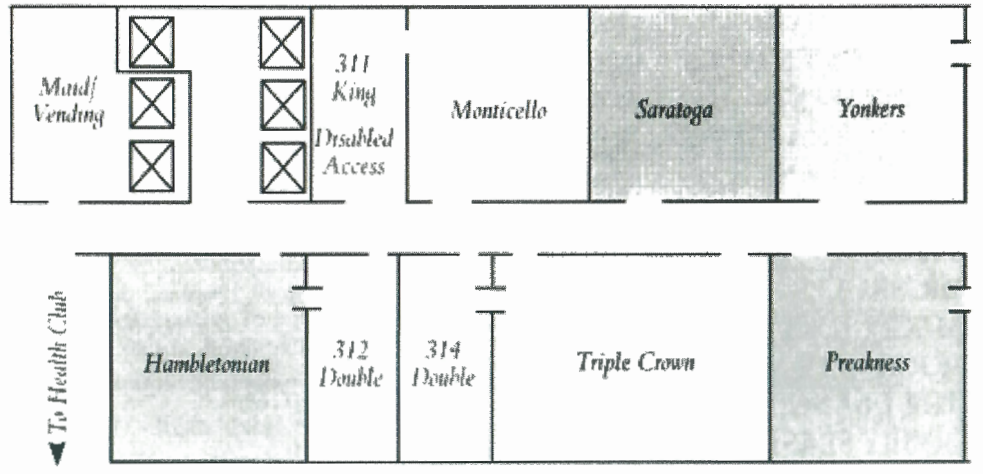 Maid/
Vending
311
King
Disabled
Access
Monticello
Saratoga
Yonkers
To Health Club
Hambletonian
312
Double
314
Double
Triple Crown
Preakness